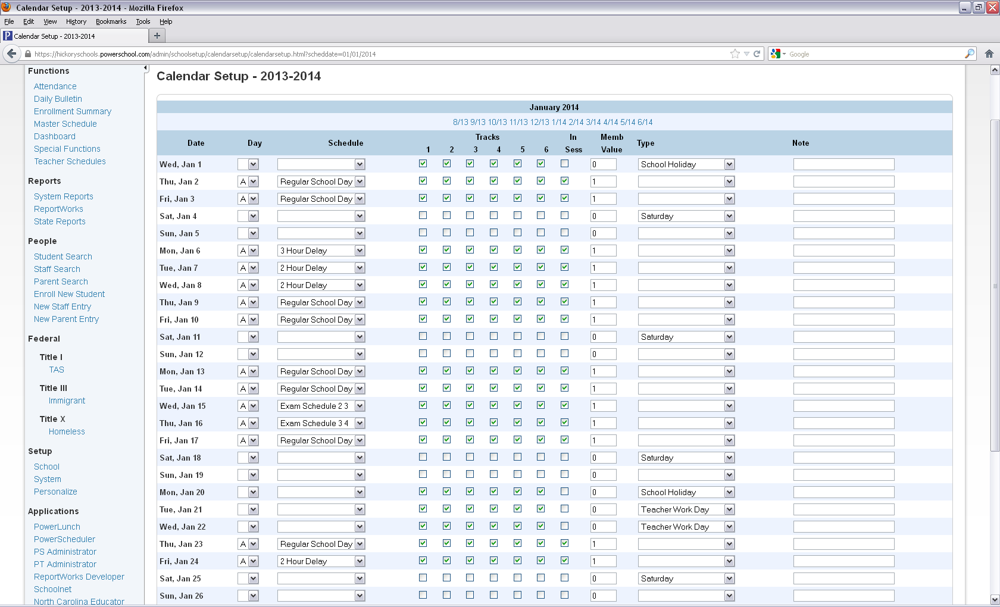 Calendar Setup - 2013-2014 - Mozilla Firefox
File Edit View History Bookmarks Tools Help
Calendar Setup - 2013-2014
https://hickoryschools.powerschool.com/admin/schoolsetup/calendarsetup/calendarsetup.html?scheddate=01/01/2014 Google
Functions
Attendance
Daily Bulletin
Enrollment Summary
Master Schedule
Dashboard
Special Functions
Teacher Schedules
Reports
System Reports
ReportWorks
State Reports
People
Student Search
Staff Search
Parent Search
Enroll New Student
New Staff Entry
New Parent Entry
Federal
Title I
TAS
Title III
Immigrant
Title X
Homeless
Setup
School
System
Personalize
Applications
PowerLunch
PowerScheduler
PS Administrator
PT Administrator
ReportWorks Developer
Schoolnet
North Carolina Educator
Calendar Setup - 2013-2014
January 2014
8/13 9/13 10/13 11/13 12/13 1/14 2/14 3/14 4/14 5/14 6/14
Date Day Schedule Tracks 1 2 3 4 5 6 In Sess Memb Value Type Note
Wed, Jan 1 0 School Holiday
Thu, Jan 2 A Regular School Day 1
Fri, Jan 3 A Regular School Day 1
Sat, Jan 4 0 Saturday
Sun, Jan 5 0
Mon, Jan 6 A 3 Hour Delay 1
Tue, Jan 7 A 2 Hour Delay 1
Wed, Jan 8 A 2 Hour Delay 1
Thu, Jan 9 A Regular School Day 1
Fri, Jan 10 A Regular School Day 1
Sat, Jan 11 0 Saturday
Sun, Jan 12 0
Mon, Jan 13 A Regular School Day 1
Tue, Jan 14 A Regular School Day 1
Wed, Jan 15 A Exam Schedule 2 3 1
Thu, Jan 16 A Exam Schedule 3 4 1
Fri, Jan 17 A Regular School Day 1
Sat, Jan 18 0 Saturday
Sun, Jan 19 0
Mon, Jan 20 0 School Holiday
Tue, Jan 21 0 Teacher Work Day
Wed, Jan 22 0 Teacher Work Day
Thu, Jan 23 A Regular School Day 1
Fri, Jan 24 A 2 Hour Delay 1
Sat, Jan 25 0 Saturday
Sun, Jan 26 0